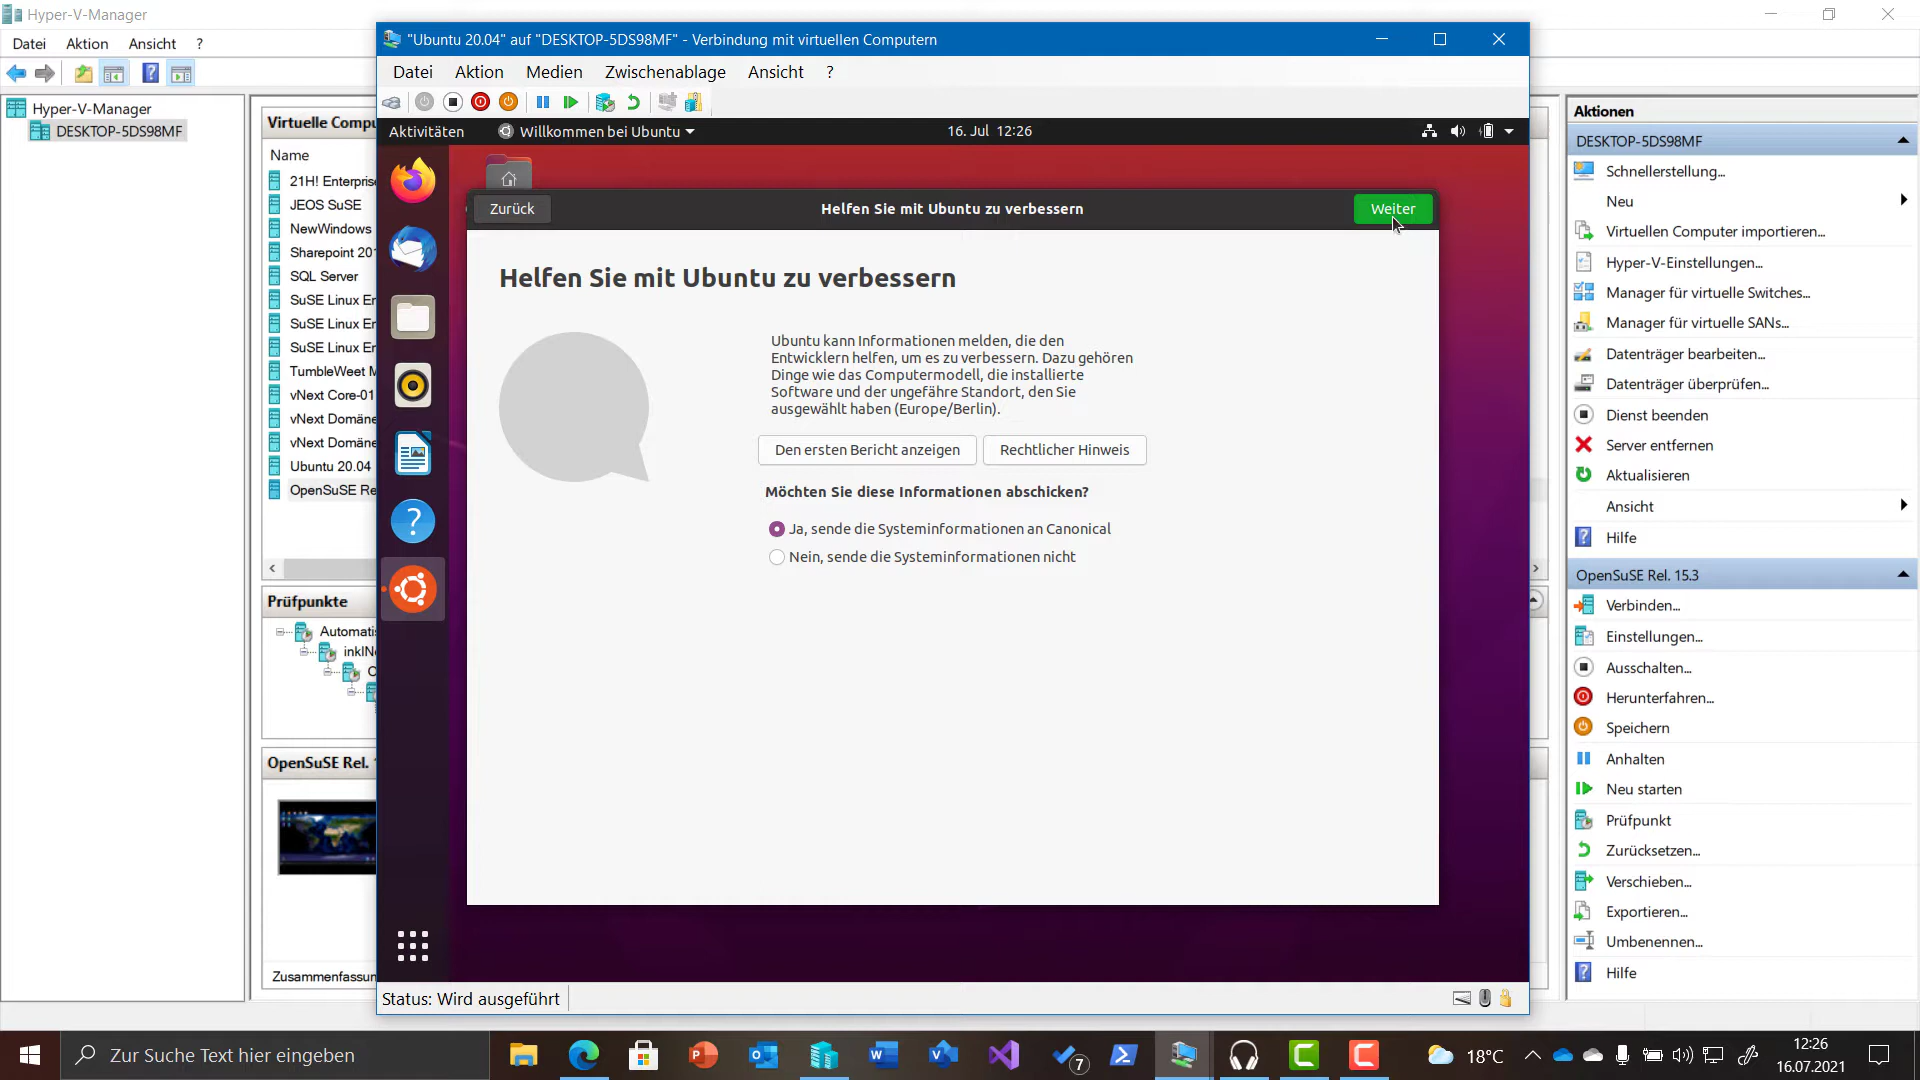 Hyper-V-Manager
Datei Aktion Ansicht ?
Hyper-V-Manager
DESKTOP-5DS98MF
Virtuelle Compu
Name
21H! Enterprise
JEOS SuSE
NewWindows
Sharepoint 201
SQL Server
SuSE Linux En
SuSE Linux En
SuSE Linux En
TumbleWeet M
vNext Core-01
vNext Domäne
vNext Domäne
Ubuntu 20.04
OpenSuSE Re
Prüfpunkte
Automatis
inklNe
O
OpenSuSE Rel.
Zusammenfassun
"Ubuntu 20.04" auf "DESKTOP-5DS98MF" - Verbindung mit virtuellen Computern
Datei Aktion Medien Zwischenablage Ansicht ?
Aktivitäten Willkommen bei Ubuntu 16. Jul 12:26
Zurück Helfen Sie mit Ubuntu zu verbessern Weiter
Helfen Sie mit Ubuntu zu verbessern
Ubuntu kann Informationen melden, die den
Entwicklern helfen, um es zu verbessern. Dazu gehören
Dinge wie das Computermodell, die installierte
Software und der ungefähre Standort, den Sie
ausgewählt haben (Europe/Berlin).
Den ersten Bericht anzeigen Rechtlicher Hinweis
Möchten Sie diese Informationen abschicken?
Ja, sende die Systeminformationen an Canonical
Nein, sende die Systeminformationen nicht
Status: Wird ausgeführt
Aktionen
DESKTOP-5DS98MF
Schnellerstellung...
Neu
Virtuellen Computer importieren...
Hyper-V-Einstellungen...
Manager für virtuelle Switches...
Manager für virtuelle SANs...
Datenträger bearbeiten...
Datenträger überprüfen...
Dienst beenden
Server entfernen
Aktualisieren
Ansicht
Hilfe
OpenSuSE Rel. 15.3
Verbinden...
Einstellungen...
Ausschalten...
Herunterfahren...
Speichern
Anhalten
Neu starten
Prüfpunkt
Zurücksetzen...
Verschieben...
Exportieren...
Umbenennen...
Hilfe
Zur Suche Text hier eingeben
7
18°C
12:26
16.07.2021